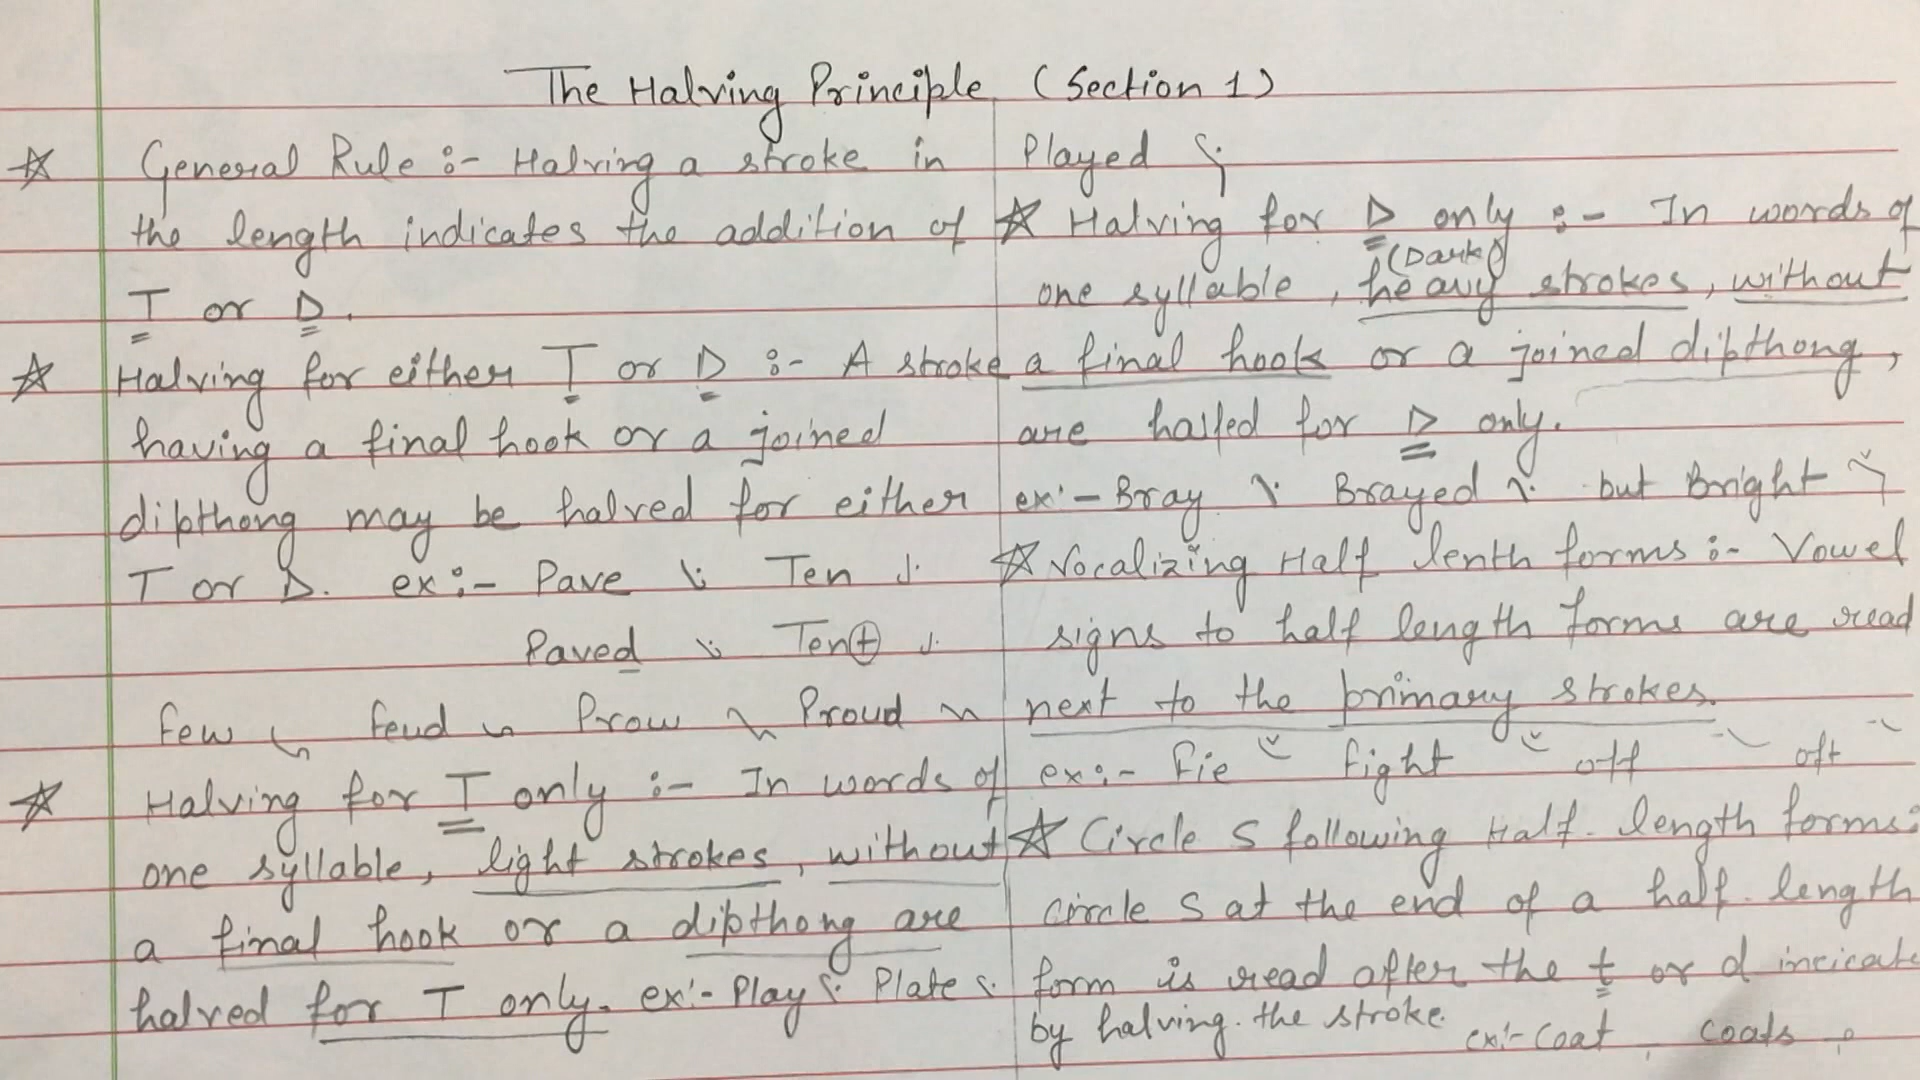 The Halving Principle (Section 1)
☆ General Rule :- Halving a stroke in
the length indicates the addition of
T or D.
☆ Halving for either T or D :- A stroke
having a final hook or a joined
dipthong may be halved for either
T or D. ex:- Pave Ten
Paved Tent
few feud Prow Proud
☆ Halving for T only :- In words of
one syllable, light strokes, without
a final hook or a dipthong are
halved for T only. ex:- Play Plate
Played
☆ Halving for D only :- In words of
(Dark)
one syllable, heavy strokes, without
a final hook or a joined dipthong,
are halfed for D only.
ex:- Bray Brayed but Bright
☆ Vocalizing Half lenth forms :- Vowel
signs to half length forms are read
next to the primary strokes.
ex:- fie fight off oft
☆ Circle S following Half-length forms:
circle S at the end of a half-length
form is read after the t or d incicate
by halving. the stroke. ex:- Coat Coats